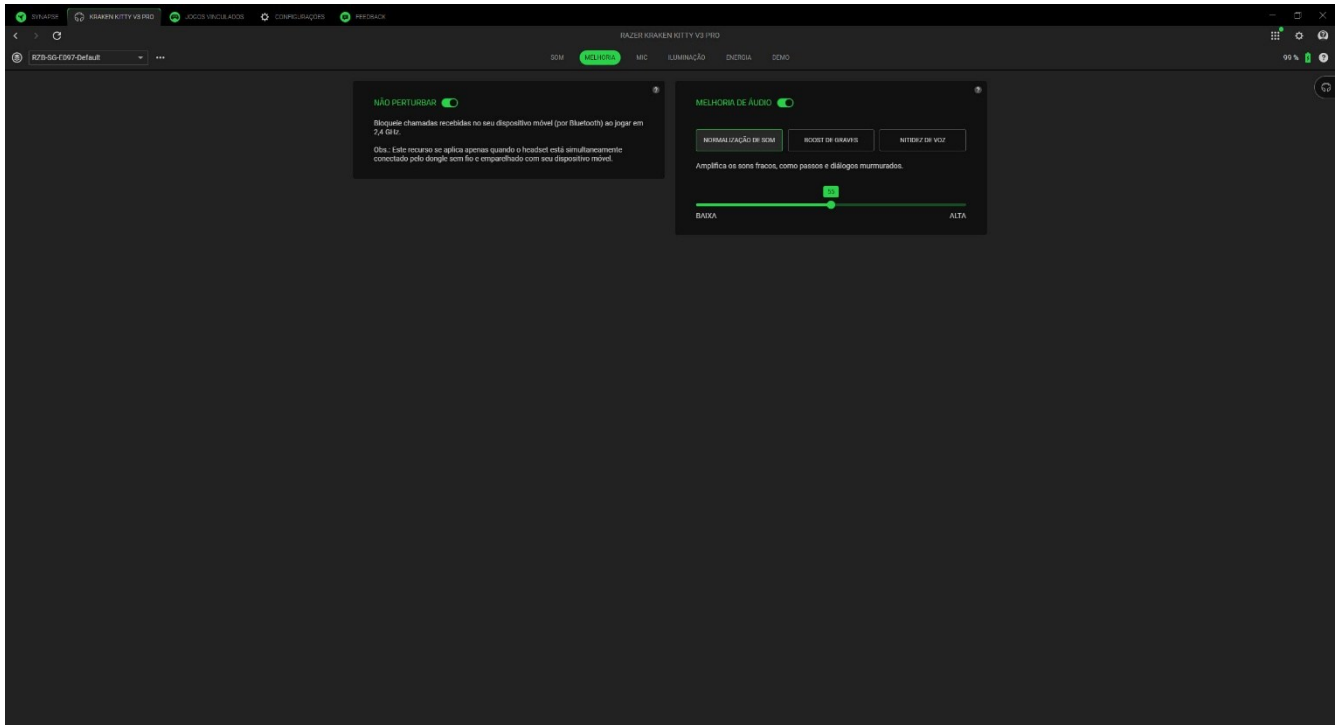 SYNAPSE
KRAKEN KITTY V3 PRO
JOGOS VINCULADOS
CONFIGURAÇÕES
FEEDBACK
RAZER KRAKEN KITTY V3 PRO
RZB-SG-E097-Default
SOM
MELHORIA
MIC
ILUMINAÇÃO
ENERGIA
DEMO
99 %
NÃO PERTURBAR
Bloqueie chamadas recebidas no seu dispositivo móvel (por Bluetooth) ao jogar em
2,4 GHz.
Obs.: Este recurso se aplica apenas quando o headset está simultaneamente
conectado pelo dongle sem fio e emparelhado com seu dispositivo móvel.
MELHORIA DE ÁUDIO
NORMALIZAÇÃO DE SOM
BOOST DE GRAVES
NITIDEZ DE VOZ
Amplifica os sons fracos, como passos e diálogos murmurados.
BAIXA
ALTA